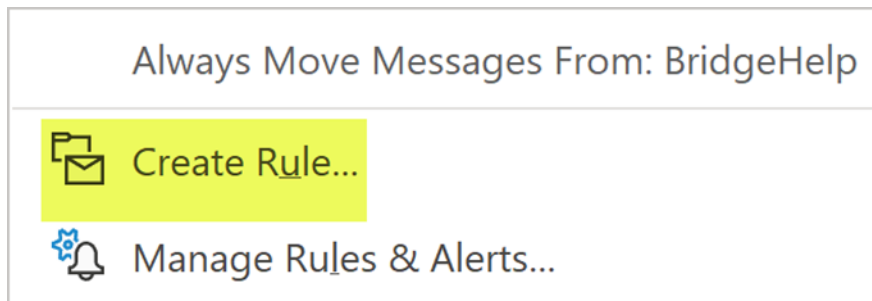 Always Move Messages From: BridgeHelp
Create Rule...
Manage Rules & Alerts...